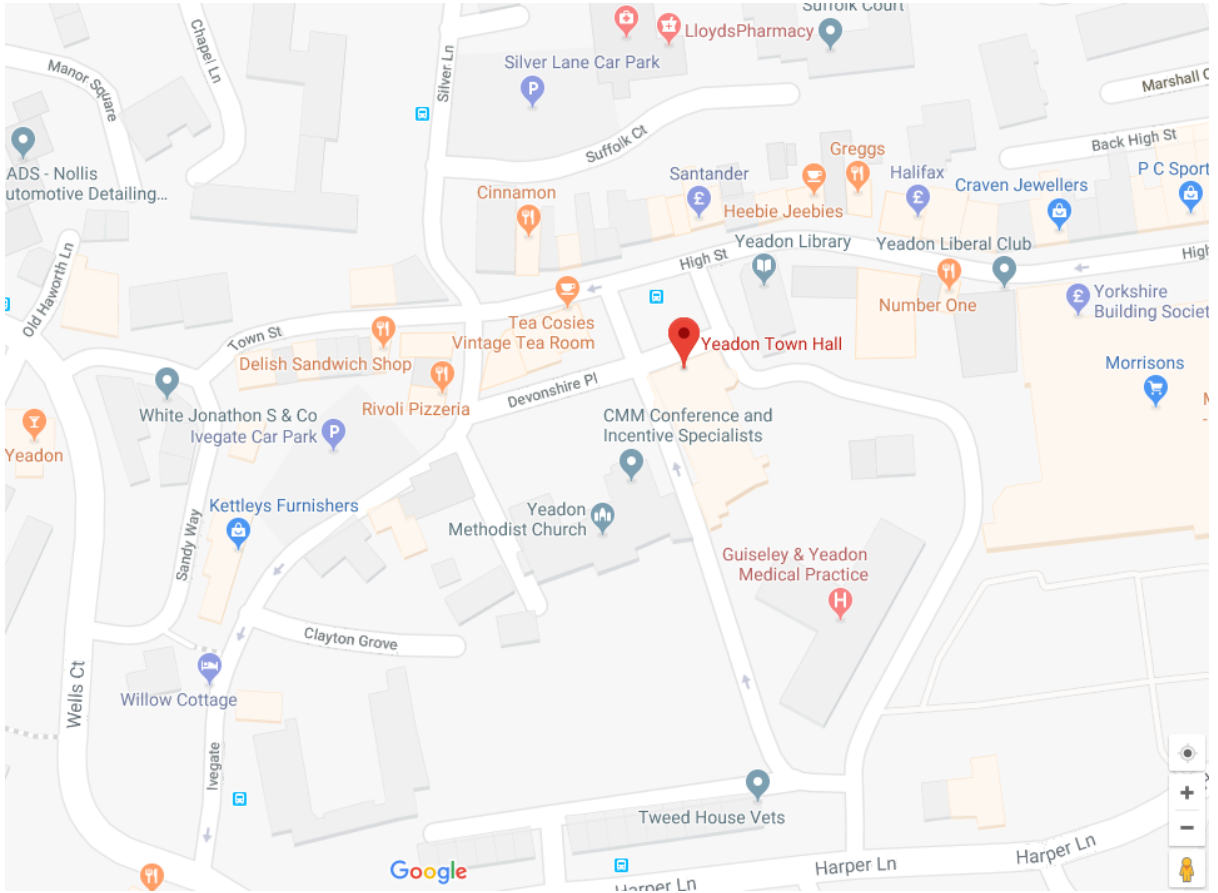 Suffolk Court
LloydsPharmacy
Chapel Ln
Silver Ln
Silver Lane Car Park
P
Manor Square
Marshall C
Suffolk Ct
Back High St
Greggs
ADS - Nollis
utomotive Detailing...
Cinnamon
Santander
£
Heebie Jeebies
Halifax
£
Craven Jewellers
P C Sport
Old Haworth Ln
High St
Yeadon Library
Yeadon Liberal Club
High
Town St
Tea Cosies
Vintage Tea Room
Number One
£
Yorkshire
Building Societ
Delish Sandwich Shop
Yeadon Town Hall
Morrisons
Rivoli Pizzeria
Devonshire Pl
White Jonathon S & Co
Ivegate Car Park
P
CMM Conference and
Incentive Specialists
Yeadon
Kettleys Furnishers
Yeadon
Methodist Church
Sandy Way
Guiseley & Yeadon
Medical Practice
H
Clayton Grove
Wells Ct
Willow Cottage
Ivegate
Tweed House Vets
Google
Harper Ln
Harper Ln
Harper Ln
+
−